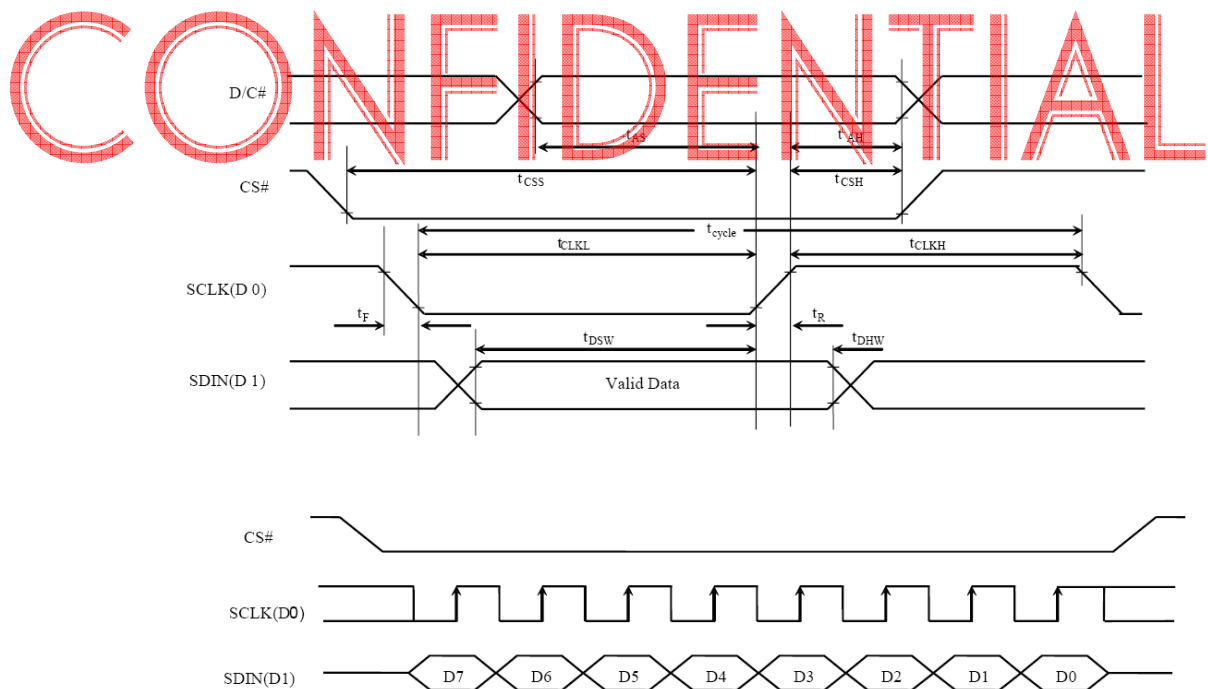 CONFIDENTIAL
D/C#
tAS tAH
CS#
tCSS tCSH
tcycle
tCLKL tCLKH
SCLK(D 0)
tF tR
tDSW tDHW
SDIN(D 1) Valid Data
CS#
SCLK(D0)
SDIN(D1) D7 D6 D5 D4 D3 D2 D1 D0